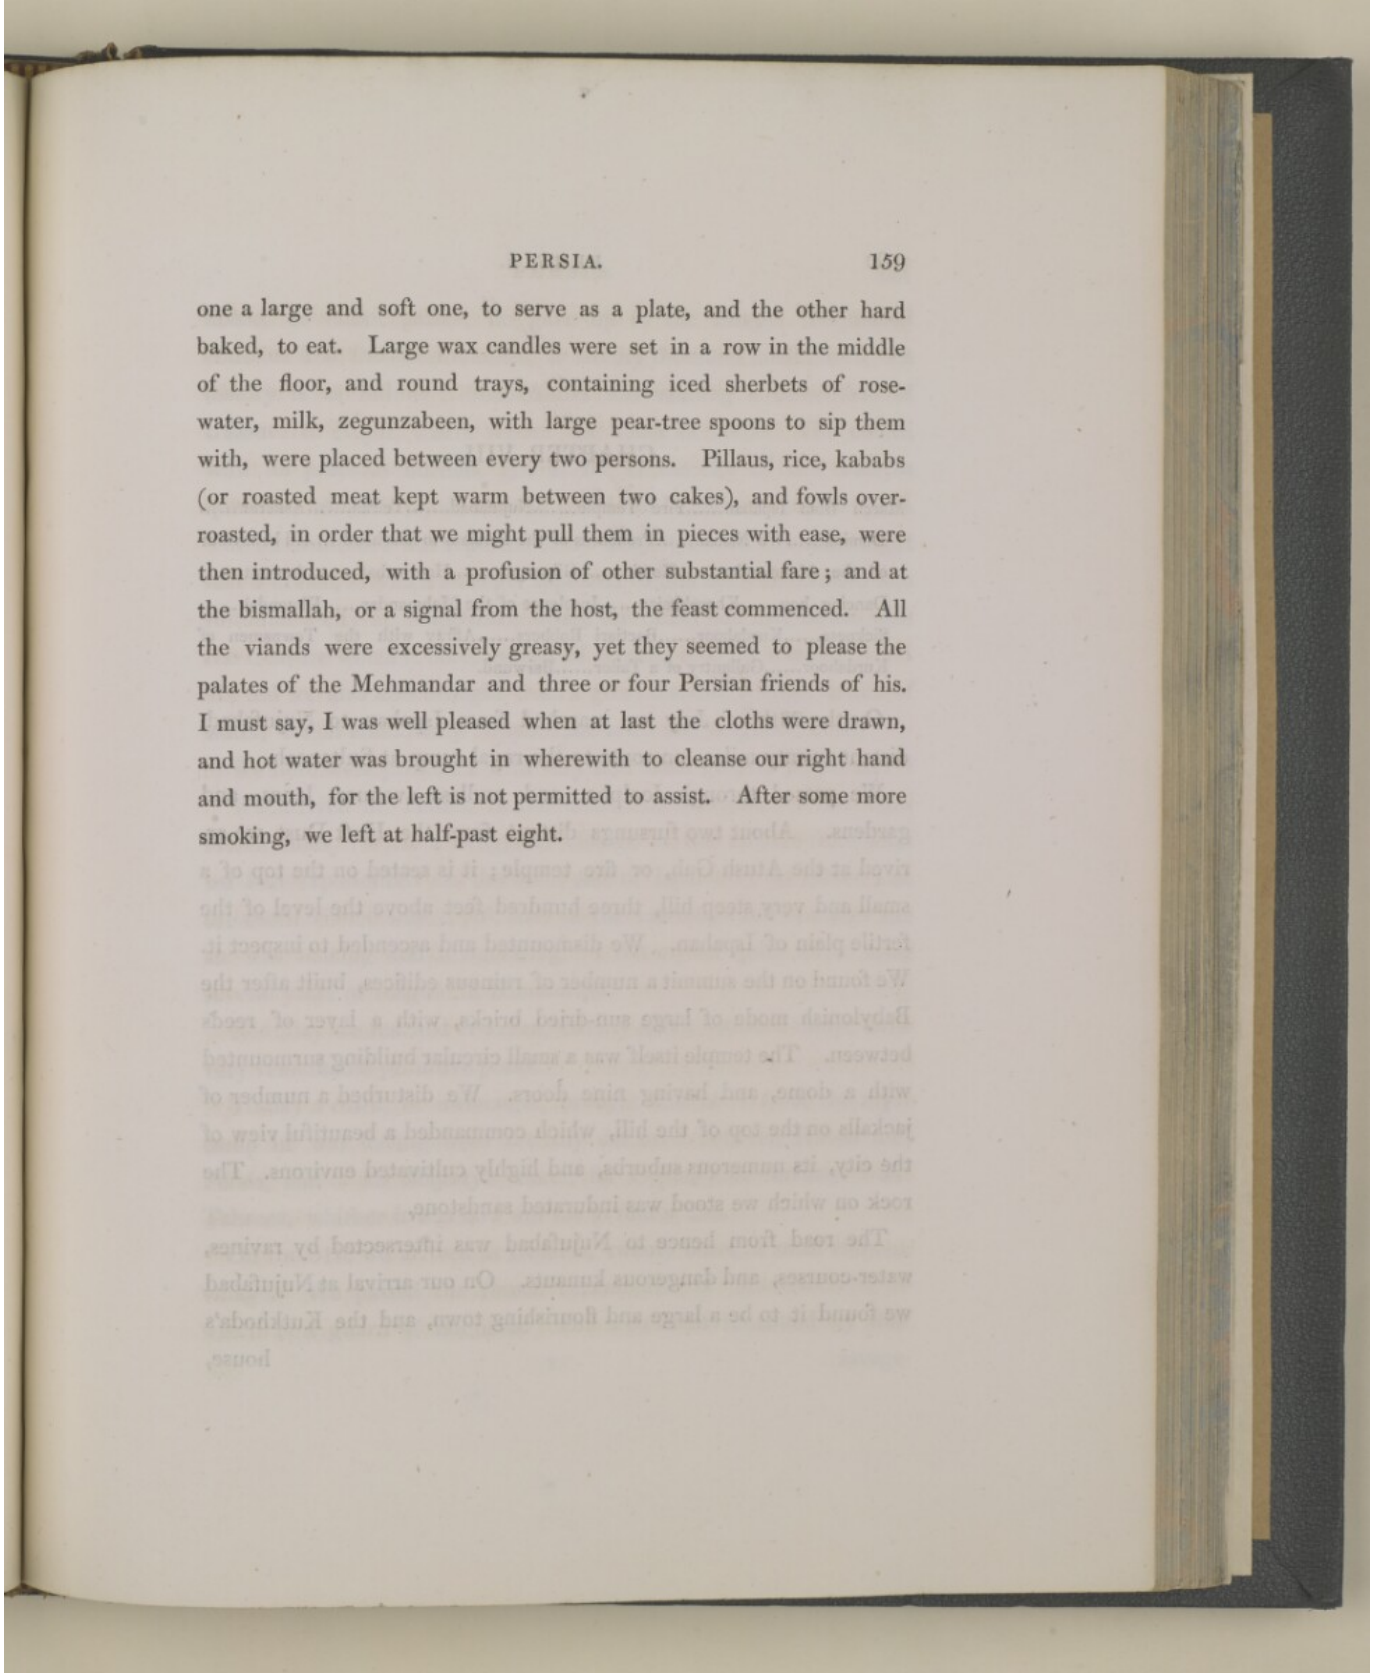 PERSIA. 159
one a large and soft one, to serve as a plate, and the other hard
baked, to eat. Large wax candles were set in a row in the middle
of the floor, and round trays, containing iced sherbets of rose-
water, milk, zegunzabeen, with large pear-tree spoons to sip them
with, were placed between every two persons. Pillaus, rice, kababs
(or roasted meat kept warm between two cakes), and fowls over-
roasted, in order that we might pull them in pieces with ease, were
then introduced, with a profusion of other substantial fare; and at
the bismallah, or a signal from the host, the feast commenced. All
the viands were excessively greasy, yet they seemed to please the
palates of the Mehmandar and three or four Persian friends of his.
I must say, I was well pleased when at last the cloths were drawn,
and hot water was brought in wherewith to cleanse our right hand
and mouth, for the left is not permitted to assist. After some more
smoking, we left at half-past eight.